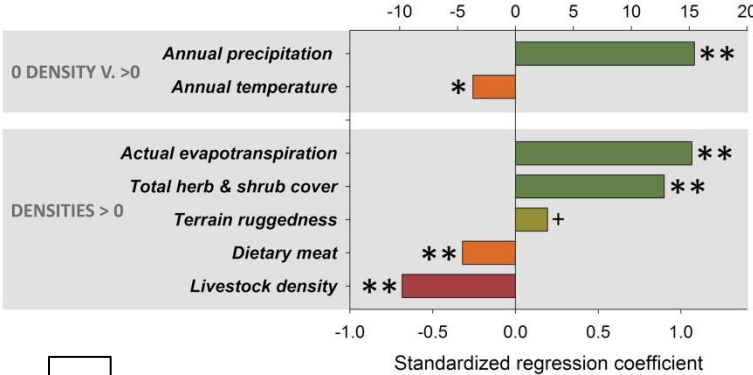 -10 -5 0 5 10 15 20
0 DENSITY V. >0
Annual precipitation **
Annual temperature *
DENSITIES > 0
Actual evapotranspiration **
Total herb & shrub cover **
Terrain ruggedness +
Dietary meat **
Livestock density **
-1.0 -0.5 0.0 0.5 1.0
Standardized regression coefficient